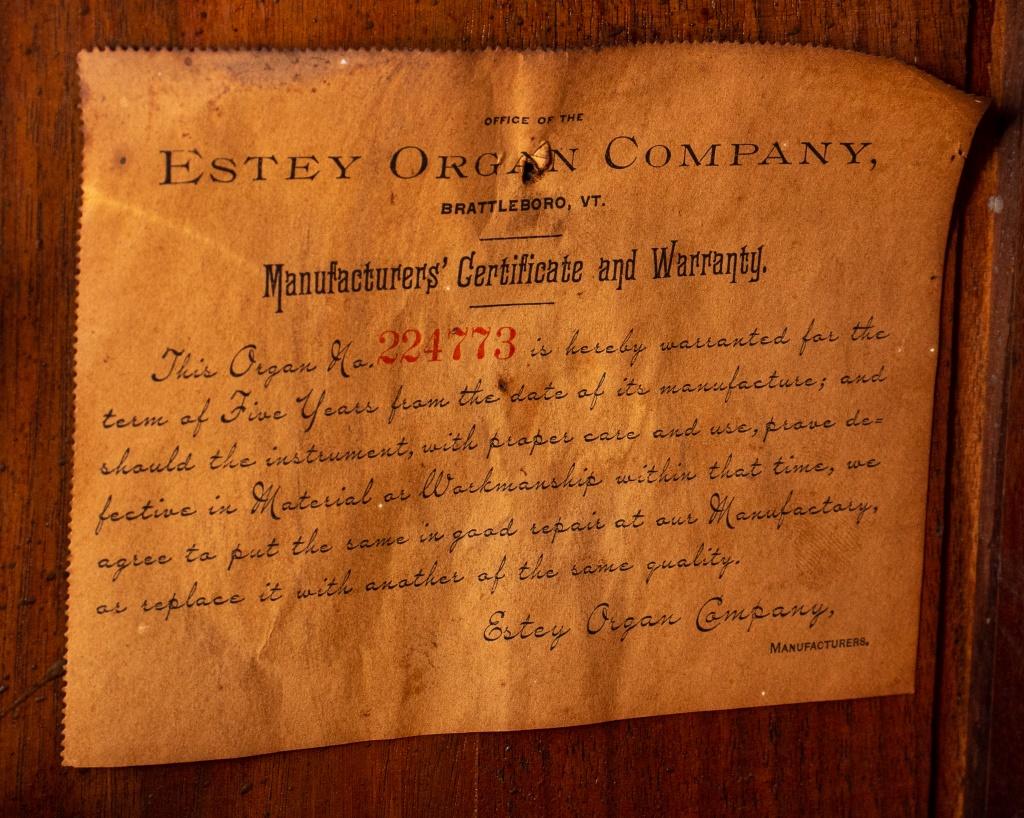 OFFICE OF THE
ESTEY ORGAN COMPANY,
BRATTLEBORO, VT.
Manufacturers' Certificate and Warranty.
This Organ No. 224773 is hereby warranted for the
term of Five Years from the date of its manufacture; and
should the instrument, with proper care and use, prove de=
fective in Material or Workmanship within that time, we
agree to put the same in good repair at our Manufactory,
or replace it with another of the same quality.
Estey Organ Company,
MANUFACTURERS.